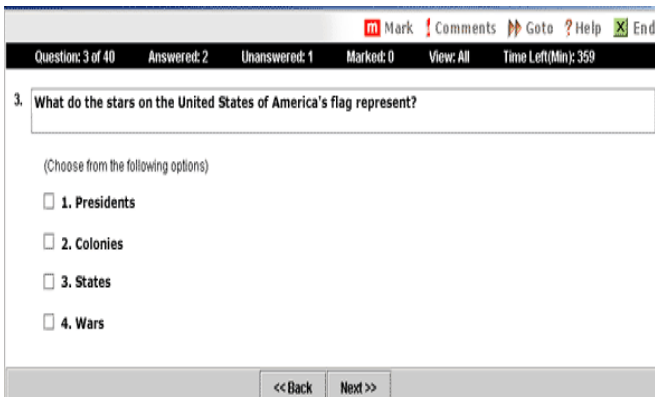 m Mark ! Comments Goto ? Help X End
Question: 3 of 40 Answered: 2 Unanswered: 1 Marked: 0 View: All Time Left(Min): 359
3. What do the stars on the United States of America's flag represent?
(Choose from the following options)
1. Presidents
2. Colonies
3. States
4. Wars
<< Back Next >>